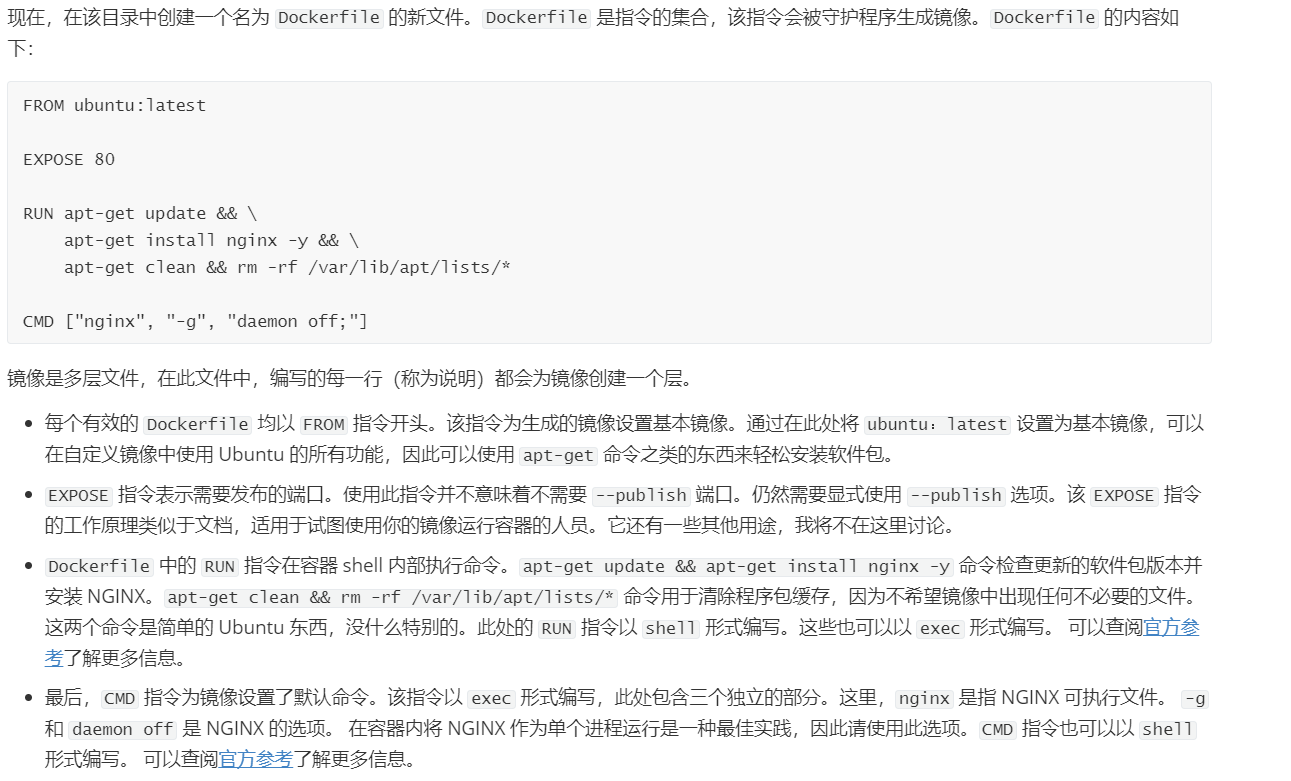 现在，在该目录中创建一个名为 Dockerfile 的新文件。Dockerfile 是指令的集合，该指令会被守护程序生成镜像。Dockerfile 的内容如
下：
FROM ubuntu:latest
EXPOSE 80
RUN apt-get update && \
    apt-get install nginx -y && \
    apt-get clean && rm -rf /var/lib/apt/lists/*
CMD ["nginx", "-g", "daemon off;"]
镜像是多层文件，在此文件中，编写的每一行（称为说明）都会为镜像创建一个层。
• 每个有效的 Dockerfile 均以 FROM 指令开头。该指令为生成的镜像设置基本镜像。通过在此处将 ubuntu：latest 设置为基本镜像，可以
在自定义镜像中使用 Ubuntu 的所有功能，因此可以使用 apt-get 命令之类的东西来轻松安装软件包。
• EXPOSE 指令表示需要发布的端口。使用此指令并不意味着不需要 --publish 端口。仍然需要显式使用 --publish 选项。该 EXPOSE 指令
的工作原理类似于文档，适用于试图使用你的镜像运行容器的人员。它还有一些其他用途，我将不在这里讨论。
• Dockerfile 中的 RUN 指令在容器 shell 内部执行命令。apt-get update && apt-get install nginx -y 命令检查更新的软件包版本并
安装 NGINX。apt-get clean && rm -rf /var/lib/apt/lists/* 命令用于清除程序包缓存，因为不希望镜像中出现任何不必要的文件。
这两个命令是简单的 Ubuntu 东西，没什么特别的。此处的 RUN 指令以 shell 形式编写。这些也可以以 exec 形式编写。 可以查阅官方参
考了解更多信息。
• 最后，CMD 指令为镜像设置了默认命令。该指令以 exec 形式编写，此处包含三个独立的部分。这里，nginx 是指 NGINX 可执行文件。 -g
和 daemon off 是 NGINX 的选项。 在容器内将 NGINX 作为单个进程运行是一种最佳实践，因此请使用此选项。CMD 指令也可以以 shell
形式编写。 可以查阅官方参考了解更多信息。